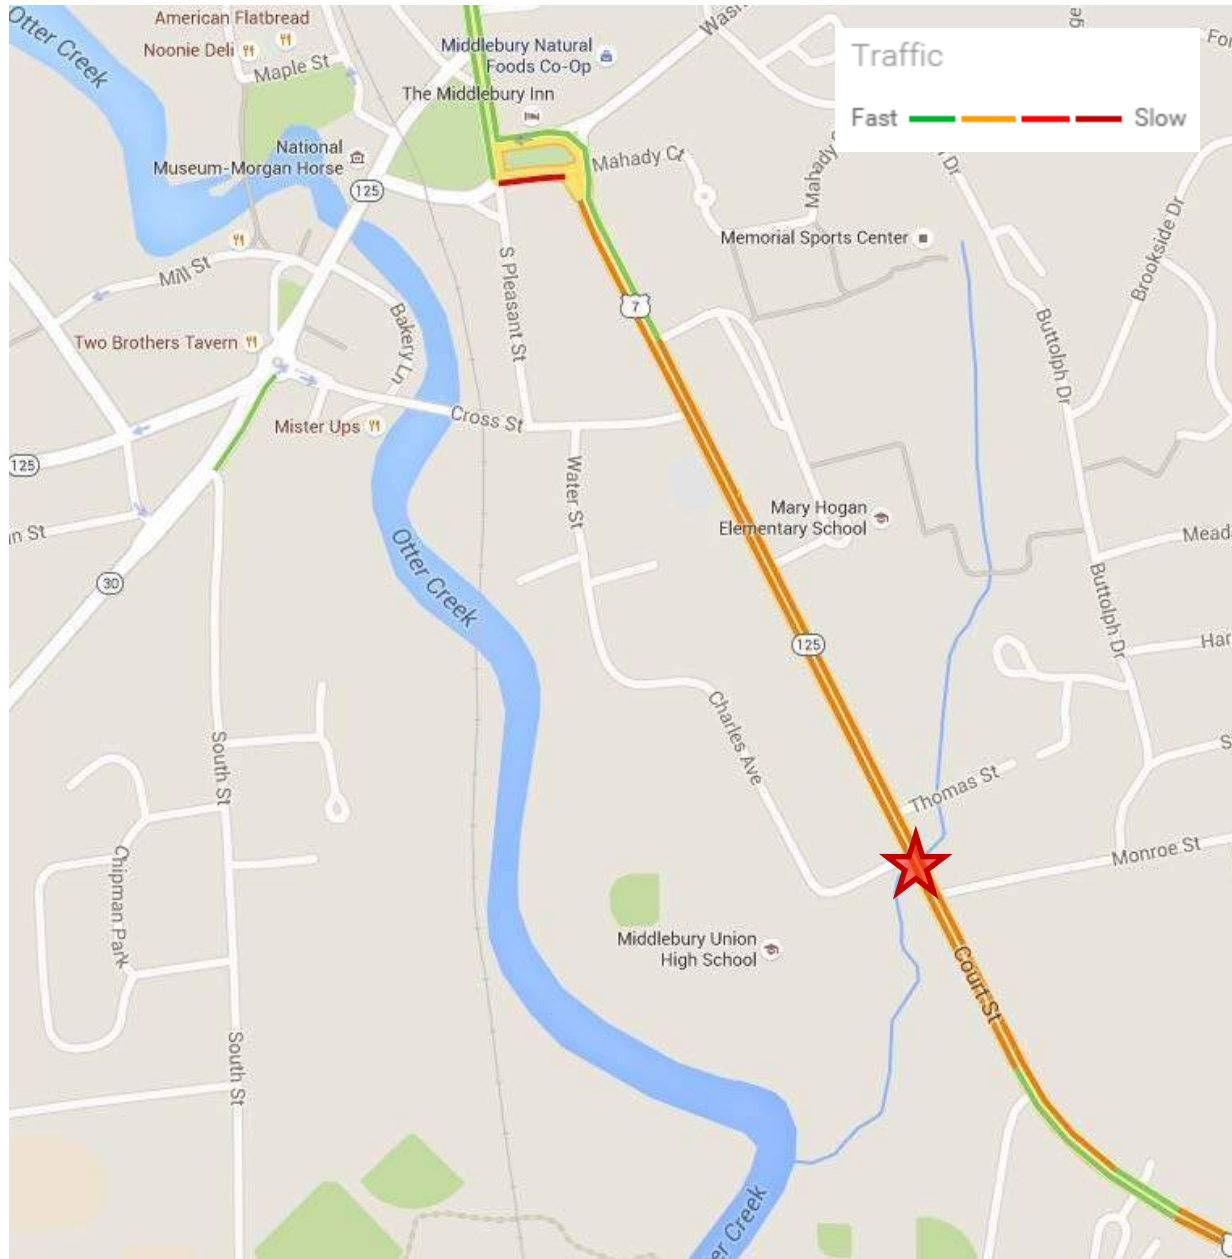 Otter Creek
American Flatbread
Noonie Deli
Maple St
Middlebury Natural
Foods Co-Op
The Middlebury Inn
Traffic
Fast
Slow
National
Museum-Morgan Horse
125
Mahady Ct
Memorial Sports Center
Brookside Dr
Mill St
S Pleasant St
7
Bakery Ln
Buttolph Dr
Two Brothers Tavern
Mister Ups
Cross St
125
Water St
Mary Hogan
Elementary School
Otter Creek
30
Buttolph Dr
125
Charles Ave
South St
Thomas St
Monroe St
Chipman Park
Middlebury Union
High School
Court St
South St